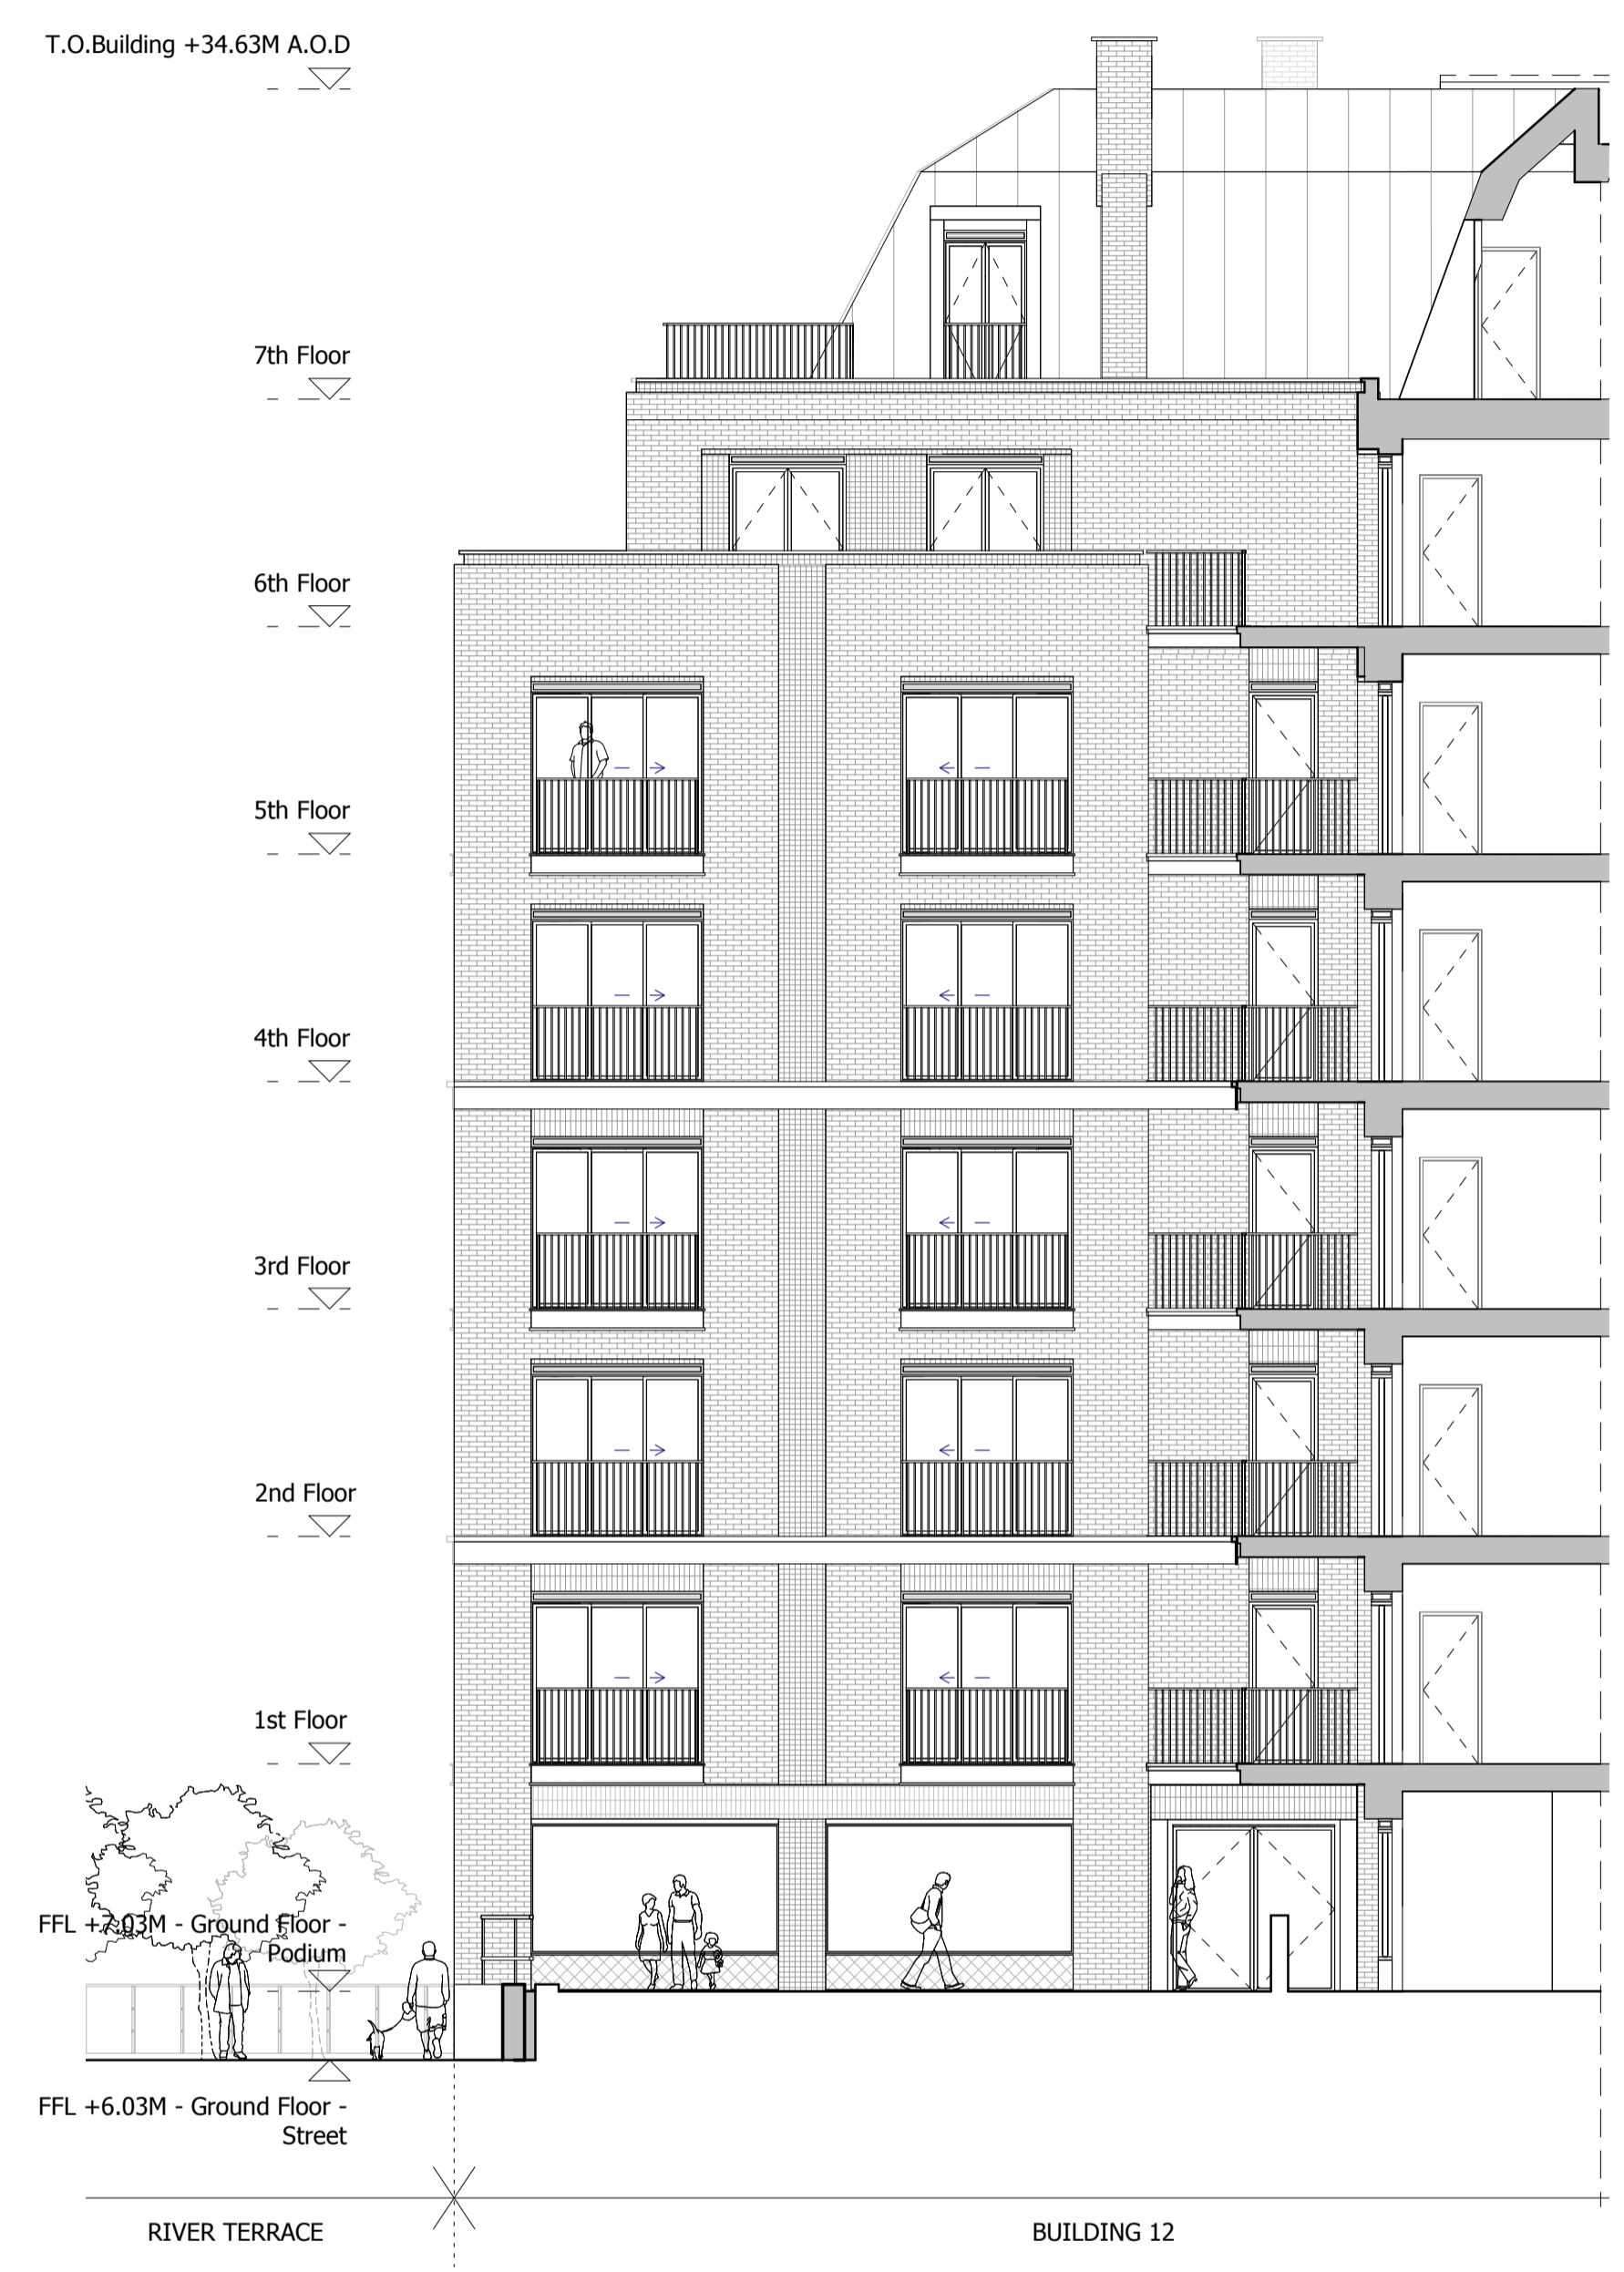 T.O.Building +34.63M A.O.D
7th Floor
6th Floor
5th Floor
4th Floor
3rd Floor
2nd Floor
1st Floor
FFL +7.03M - Ground Floor -
Podium
FFL +6.03M - Ground Floor -
Street
RIVER TERRACE
BUILDING 12